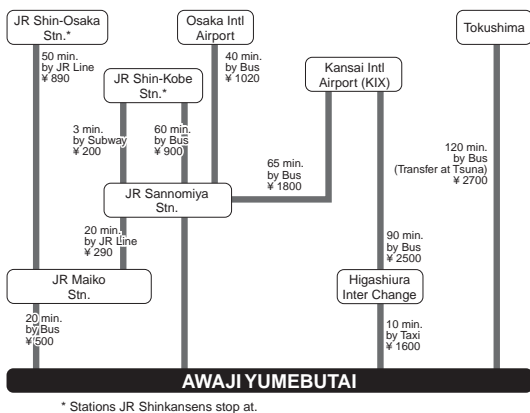 JR Shin-Osaka
Stn.*
Osaka Intl
Airport
Tokushima
50 min.
by JR Line
¥ 890
40 min.
by Bus
¥ 1020
JR Shin-Kobe
Stn.*
Kansai Intl
Airport (KIX)
3 min.
by Subway
¥ 200
60 min.
by Bus
¥ 900
65 min.
by Bus
¥ 1800
120 min.
by Bus
(Transfer at Tsuna)
¥ 2700
JR Sannomiya
Stn.
20 min.
by JR Line
¥ 290
90 min.
by Bus
¥ 2500
JR Maiko
Stn.
Higashiura
Inter Change
20 min.
by Bus
¥ 500
10 min.
by Taxi
¥ 1600
AWAJI YUMEBUTAI
* Stations JR Shinkansens stop at.